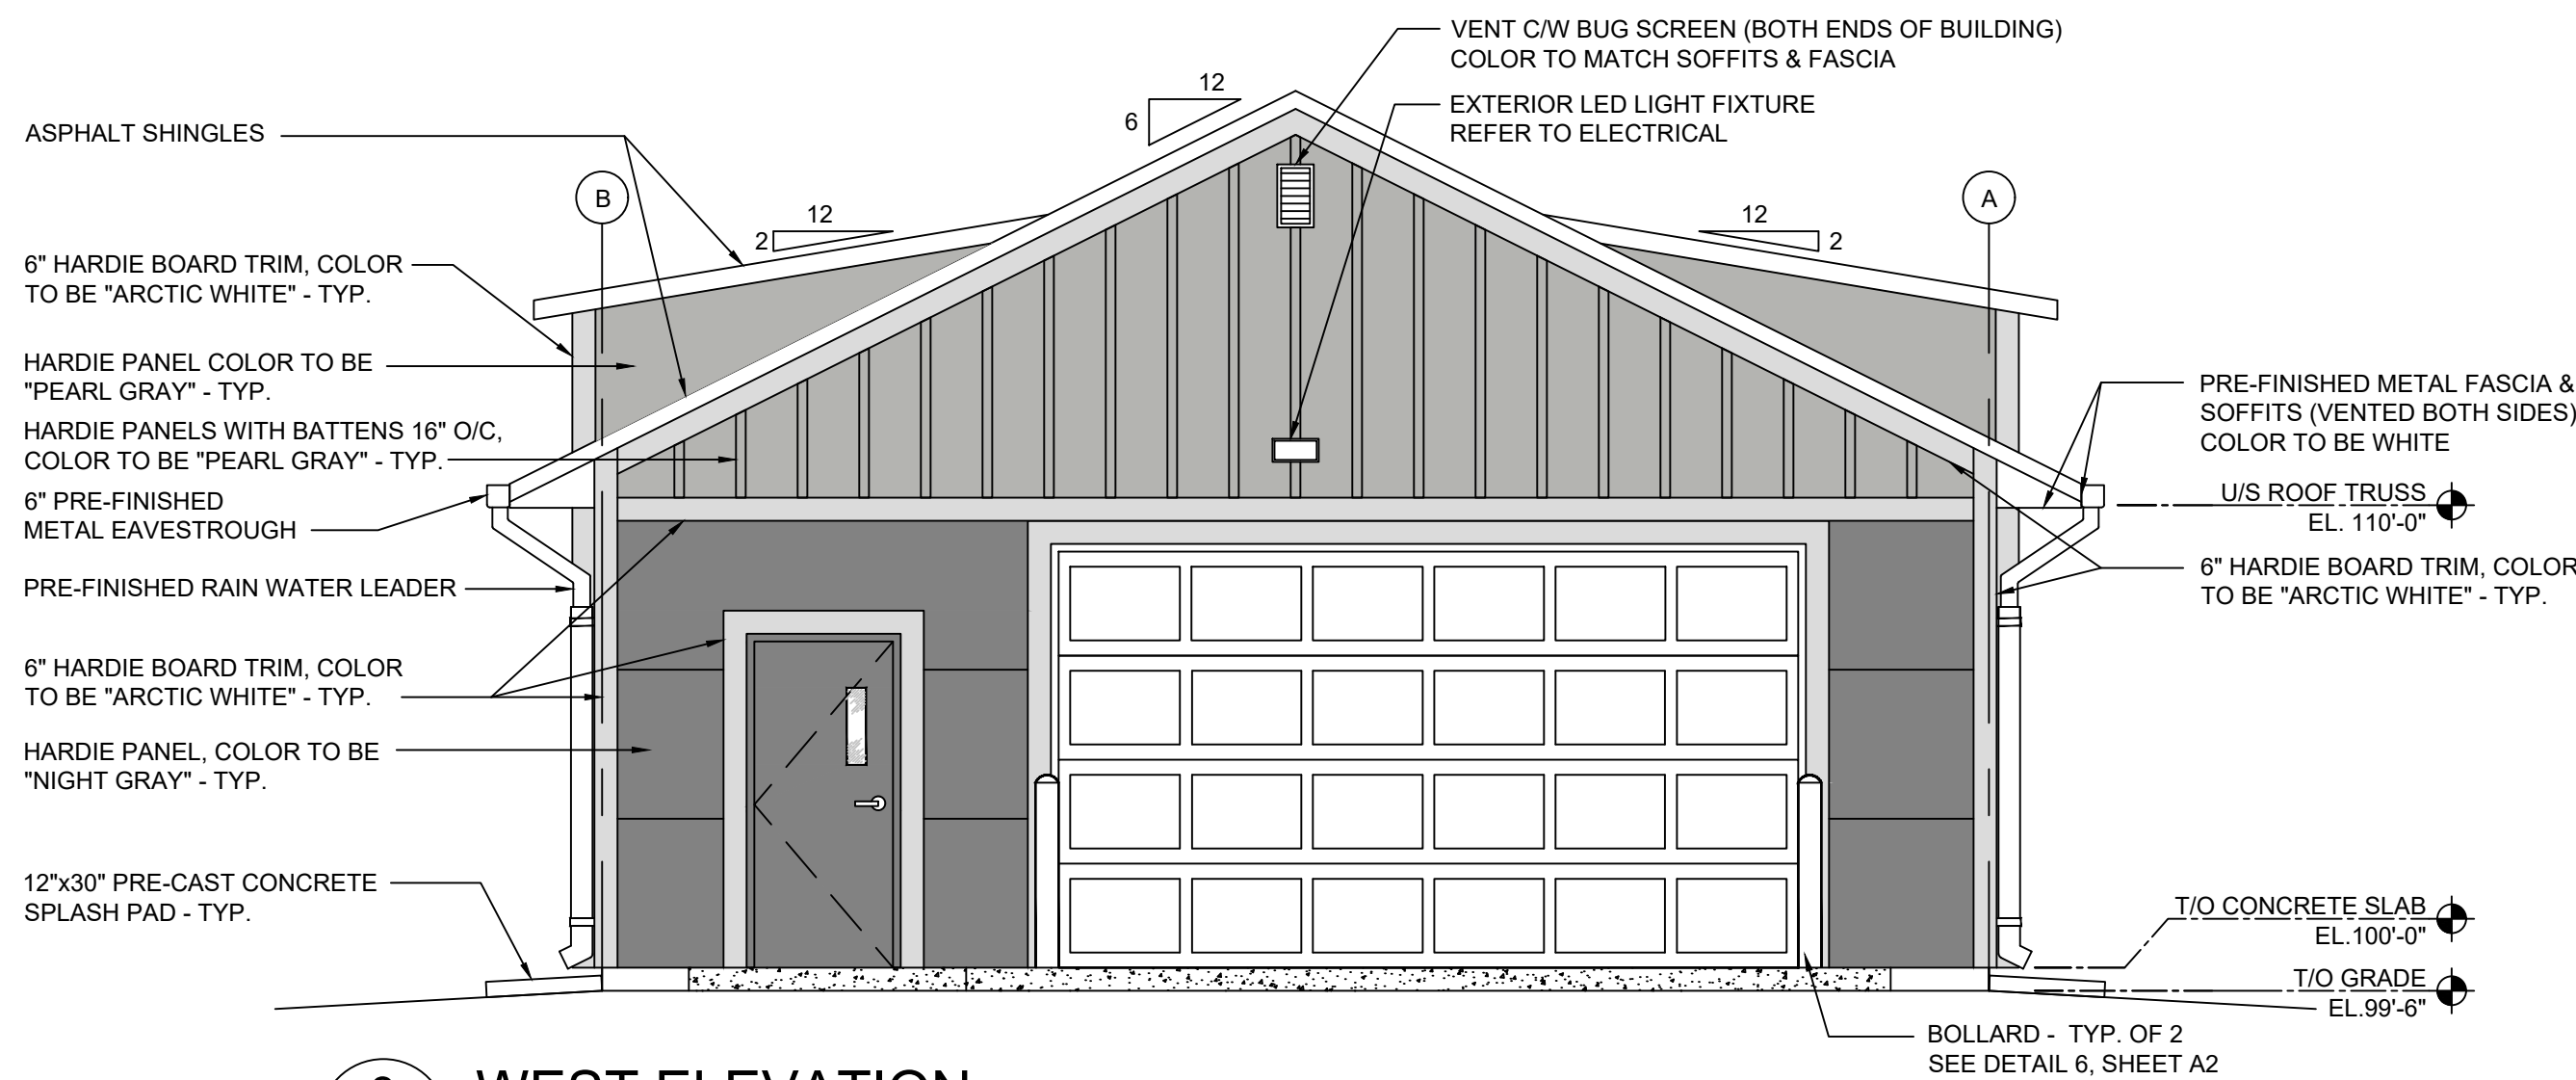 VENT C/W BUG SCREEN (BOTH ENDS OF BUILDING)
COLOR TO MATCH SOFFITS & FASCIA
EXTERIOR LED LIGHT FIXTURE
REFER TO ELECTRICAL
12
6
ASPHALT SHINGLES
B
A
12
2
12
2
6" HARDIE BOARD TRIM, COLOR
TO BE "ARCTIC WHITE" - TYP.
HARDIE PANEL COLOR TO BE
"PEARL GRAY" - TYP.
HARDIE PANELS WITH BATTENS 16" O/C,
COLOR TO BE "PEARL GRAY" - TYP.
6" PRE-FINISHED
METAL EAVESTROUGH
PRE-FINISHED RAIN WATER LEADER
6" HARDIE BOARD TRIM, COLOR
TO BE "ARCTIC WHITE" - TYP.
HARDIE PANEL, COLOR TO BE
"NIGHT GRAY" - TYP.
12"x30" PRE-CAST CONCRETE
SPLASH PAD - TYP.
PRE-FINISHED METAL FASCIA &
SOFFITS (VENTED BOTH SIDES)
COLOR TO BE WHITE
U/S ROOF TRUSS
EL. 110'-0"
6" HARDIE BOARD TRIM, COLOR
TO BE "ARCTIC WHITE" - TYP.
T/O CONCRETE SLAB
EL.100'-0"
T/O GRADE
EL.99'-6"
BOLLARD - TYP. OF 2
SEE DETAIL 6, SHEET A2
WEST ELEVATION